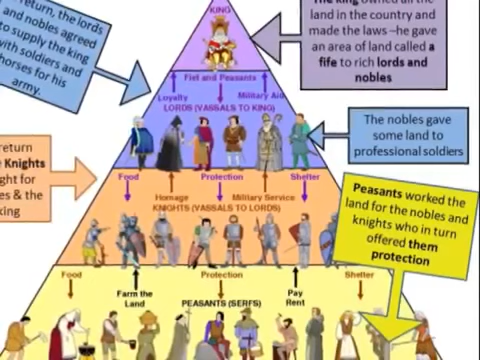 KING
return, the lords
and nobles agreed
to supply the king
with soldiers and
horses for his
army.
The king owned all the
land in the country and
made the laws –he gave
an area of land called a
fife to rich lords and
nobles
Fief and Peasants
Loyalty
Military Aid
LORDS (VASSALS TO KING)
The nobles gave
some land to
professional soldiers
return
Knights
& the
king
Food
Protection
Shelter
Homage
Military Service
KNIGHTS (VASSALS TO LORDS)
Peasants worked the
land for the nobles and
knights who in turn
offered them
protection
Food
Protection
Shelter
Farm the
Land
PEASANTS (SERFS)
Pay
Rent